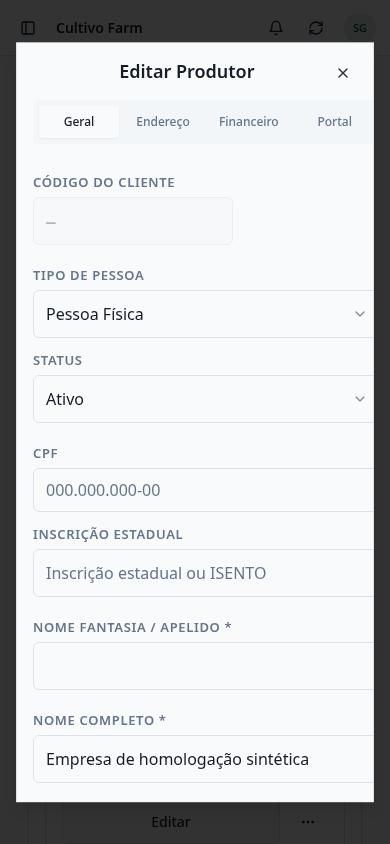 Cultivo Farm
SG
Editar Produtor
Geral Endereço Financeiro Portal
CÓDIGO DO CLIENTE
—
TIPO DE PESSOA
Pessoa Física
STATUS
Ativo
CPF
000.000.000-00
INSCRIÇÃO ESTADUAL
Inscrição estadual ou ISENTO
NOME FANTASIA / APELIDO *
NOME COMPLETO *
Empresa de homologação sintética
Editar